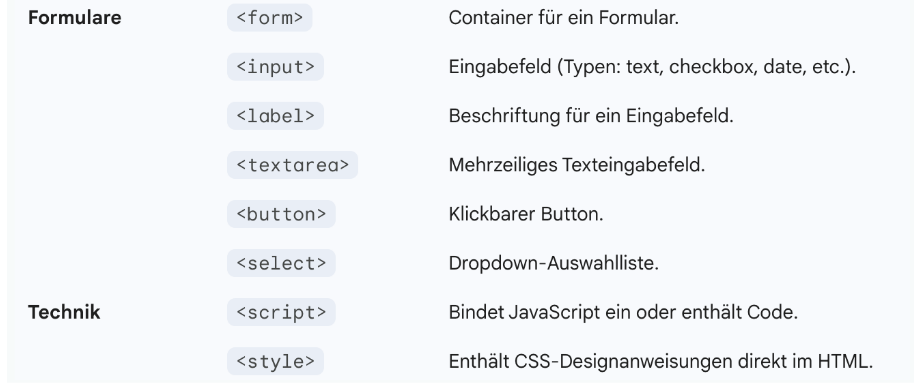 Formulare <form> Container für ein Formular.
<input> Eingabefeld (Typen: text, checkbox, date, etc.).
<label> Beschriftung für ein Eingabefeld.
<textarea> Mehrzeiliges Texteingabefeld.
<button> Klickbarer Button.
<select> Dropdown-Auswahlliste.
Technik <script> Bindet JavaScript ein oder enthält Code.
<style> Enthält CSS-Designanweisungen direkt im HTML.